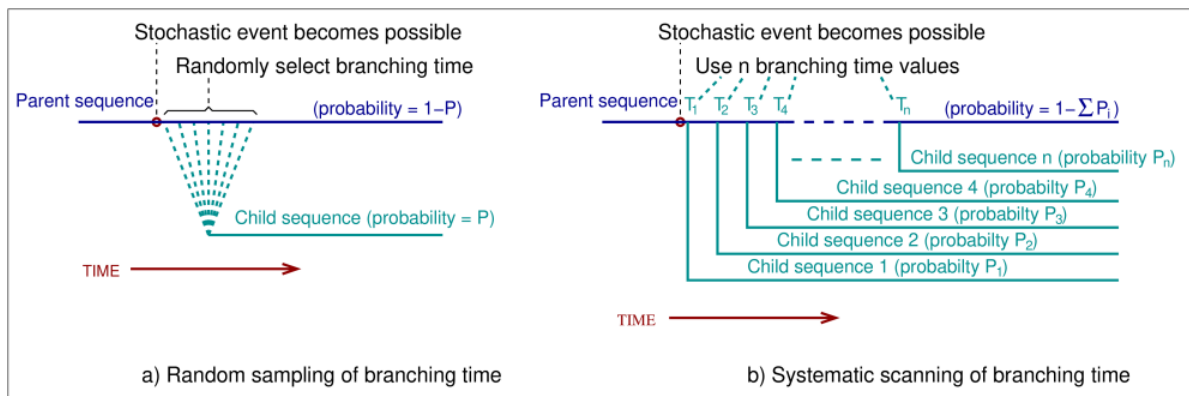 Stochastic event becomes possible
Randomly select branching time
Parent sequence
(probability = 1−P)
Child sequence (probability = P)
TIME
a) Random sampling of branching time
Stochastic event becomes possible
Use n branching time values
Parent sequence
T1 T2 T3 T4 Tn
(probability = 1−∑Pi)
Child sequence n (probability Pn)
Child sequence 4 (probabilty P4)
Child sequence 3 (probabilty P3)
Child sequence 2 (probabilty P2)
Child sequence 1 (probabilty P1)
TIME
b) Systematic scanning of branching time